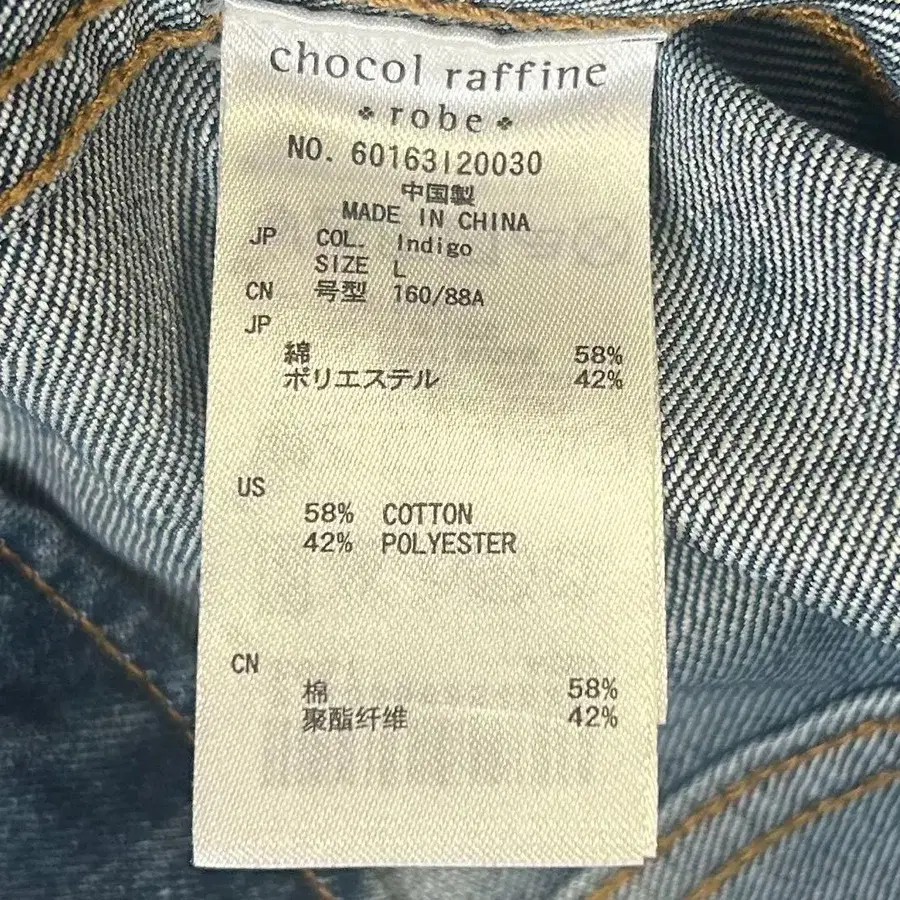 chocol raffine
robe
NO. 60163120030
中国製
MADE IN CHINA
JP COL. Indigo
SIZE L
CN 号型 160/88A
JP
綿 58%
ポリエステル 42%
US
58% COTTON
42% POLYESTER
CN
棉 58%
聚酯纤维 42%